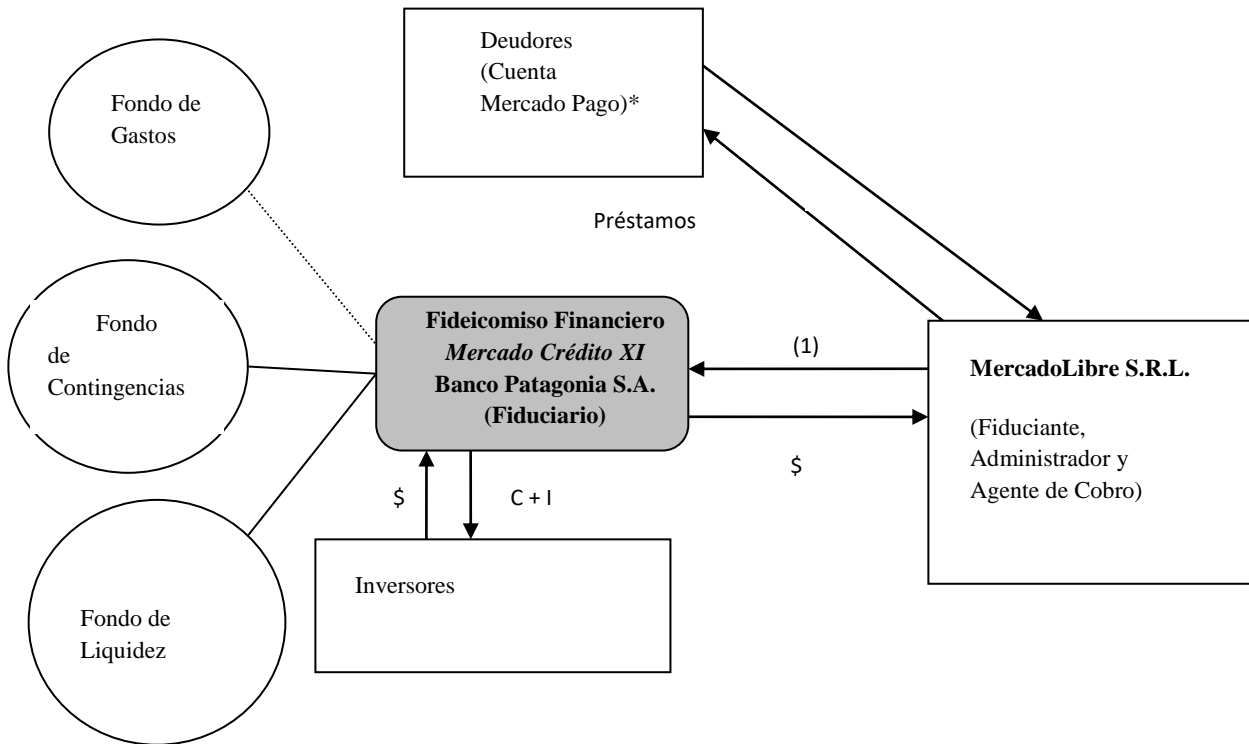 Deudores
(Cuenta
Mercado Pago)*
Fondo de
Gastos
Préstamos
Fondo
de
Contingencias
Fideicomiso Financiero
Mercado Crédito XI
Banco Patagonia S.A.
(Fiduciario)
(1)
$
MercadoLibre S.R.L.
(Fiduciante,
Administrador y
Agente de Cobro)
$
C + I
Inversores
Fondo de
Liquidez